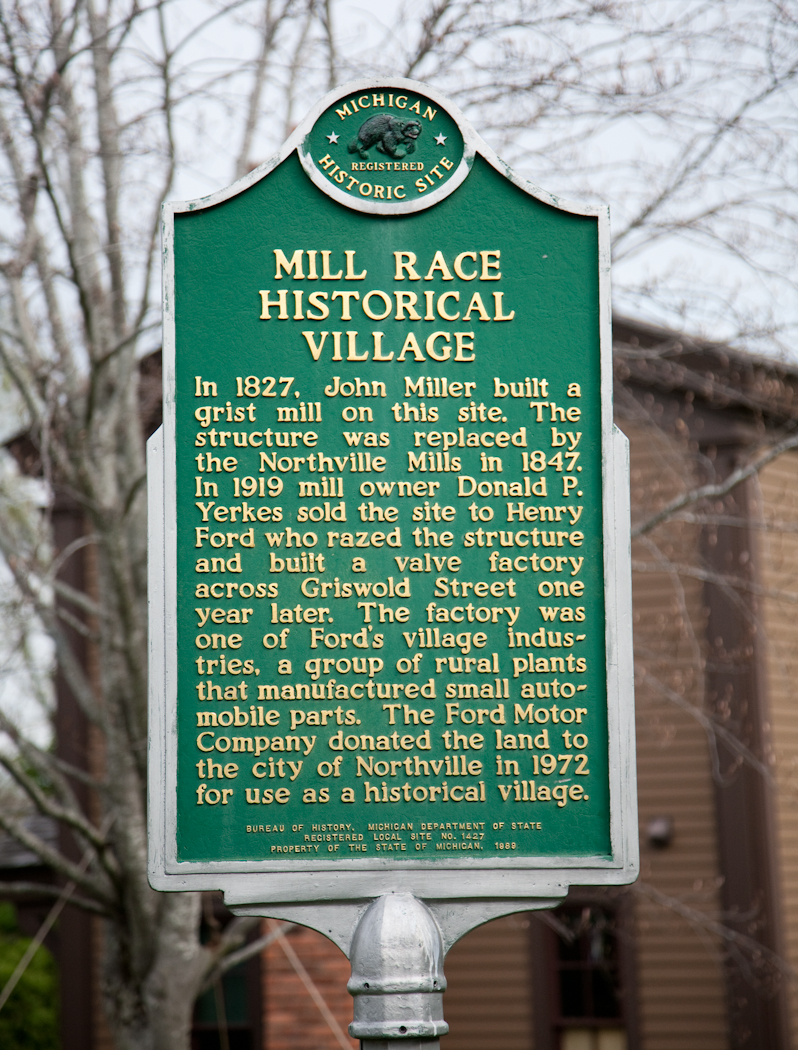 MICHIGAN
REGISTERED
HISTORIC SITE
MILL RACE
HISTORICAL
VILLAGE
In 1827, John Miller built a
grist mill on this site. The
structure was replaced by
the Northville Mills in 1847.
In 1919 mill owner Donald P.
Yerkes sold the site to Henry
Ford who razed the structure
and built a valve factory
across Griswold Street one
year later. The factory was
one of Ford's village indus-
tries, a group of rural plants
that manufactured small auto-
mobile parts. The Ford Motor
Company donated the land to
the city of Northville in 1972
for use as a historical village.
BUREAU OF HISTORY, MICHIGAN DEPARTMENT OF STATE
REGISTERED LOCAL SITE NO. 1427
PROPERTY OF THE STATE OF MICHIGAN, 1989